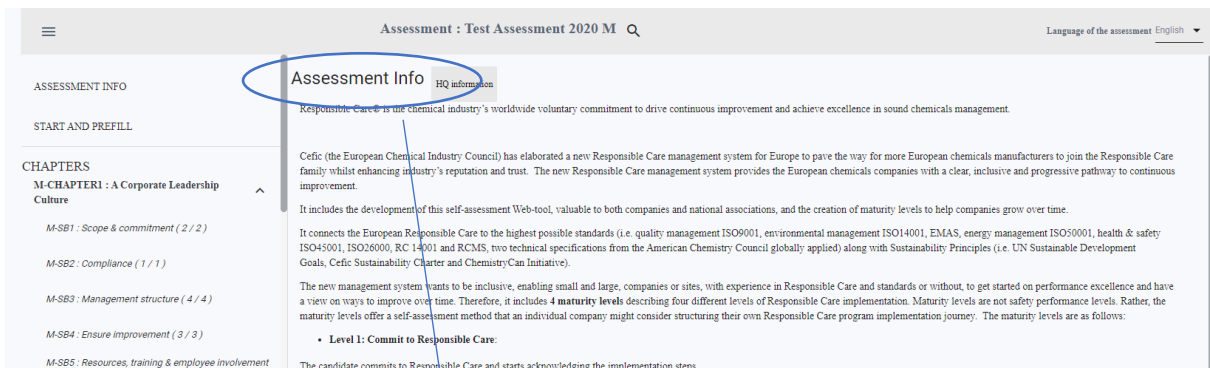 Assessment : Test Assessment 2020 M
Language of the assessment English
ASSESSMENT INFO
START AND PREFILL
CHAPTERS
M-CHAPTER1 : A Corporate Leadership
Culture
M-SB1 : Scope & commitment ( 2 / 2 )
M-SB2 : Compliance ( 1 / 1 )
M-SB3 : Management structure ( 4 / 4 )
M-SB4 : Ensure improvement ( 3 / 3 )
M-SB5 : Resources, training & employee involvement
Assessment Info HQ information
Responsible Care® is the chemical industry's worldwide voluntary commitment to drive continuous improvement and achieve excellence in sound chemicals management.
Cefic (the European Chemical Industry Council) has elaborated a new Responsible Care management system for Europe to pave the way for more European chemicals manufacturers to join the Responsible Care
family whilst enhancing industry's reputation and trust. The new Responsible Care management system provides the European chemicals companies with a clear, inclusive and progressive pathway to continuous
improvement.
It includes the development of this self-assessment Web-tool, valuable to both companies and national associations, and the creation of maturity levels to help companies grow over time.
It connects the European Responsible Care to the highest possible standards (i.e. quality management ISO9001, environmental management ISO14001, EMAS, energy management ISO50001, health & safety
ISO45001, ISO26000, RC 14001 and RCMS, two technical specifications from the American Chemistry Council globally applied) along with Sustainability Principles (i.e. UN Sustainable Development
Goals, Cefic Sustainability Charter and ChemistryCan Initiative).
The new management system wants to be inclusive, enabling small and large, companies or sites, with experience in Responsible Care and standards or without, to get started on performance excellence and have
a view on ways to improve over time. Therefore, it includes 4 maturity levels describing four different levels of Responsible Care implementation. Maturity levels are not safety performance levels. Rather, the
maturity levels offer a self-assessment method that an individual company might consider structuring their own Responsible Care program implementation journey. The maturity levels are as follows:
• Level 1: Commit to Responsible Care:
The candidate commits to Responsible Care and starts acknowledging the implementation steps